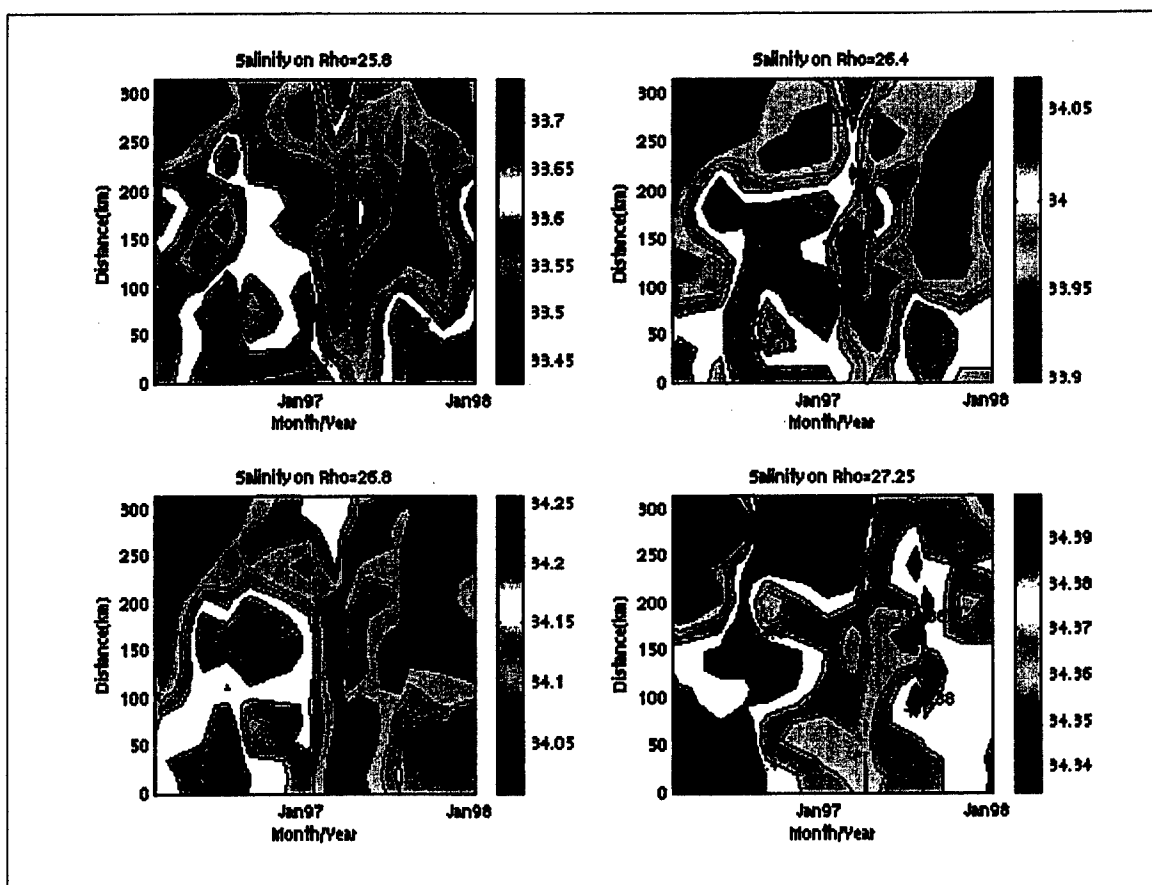 Salinity on Rho=25.8
300
250
200
150
100
50
0
Distance(km)
Jan97
Jan98
Month/Year
33.7
33.65
33.6
33.55
33.5
33.45
Salinity on Rho=26.4
300
250
200
150
100
50
0
Distance(km)
Jan97
Jan98
Month/Year
34.05
34
33.95
33.9
Salinity on Rho=26.8
300
250
200
150
100
50
0
Distance(km)
Jan97
Jan98
Month/Year
34.25
34.2
34.15
34.1
34.05
Salinity on Rho=27.25
300
250
200
150
100
50
0
Distance(km)
Jan97
Jan98
Month/Year
34.39
34.38
34.37
34.36
34.35
34.34